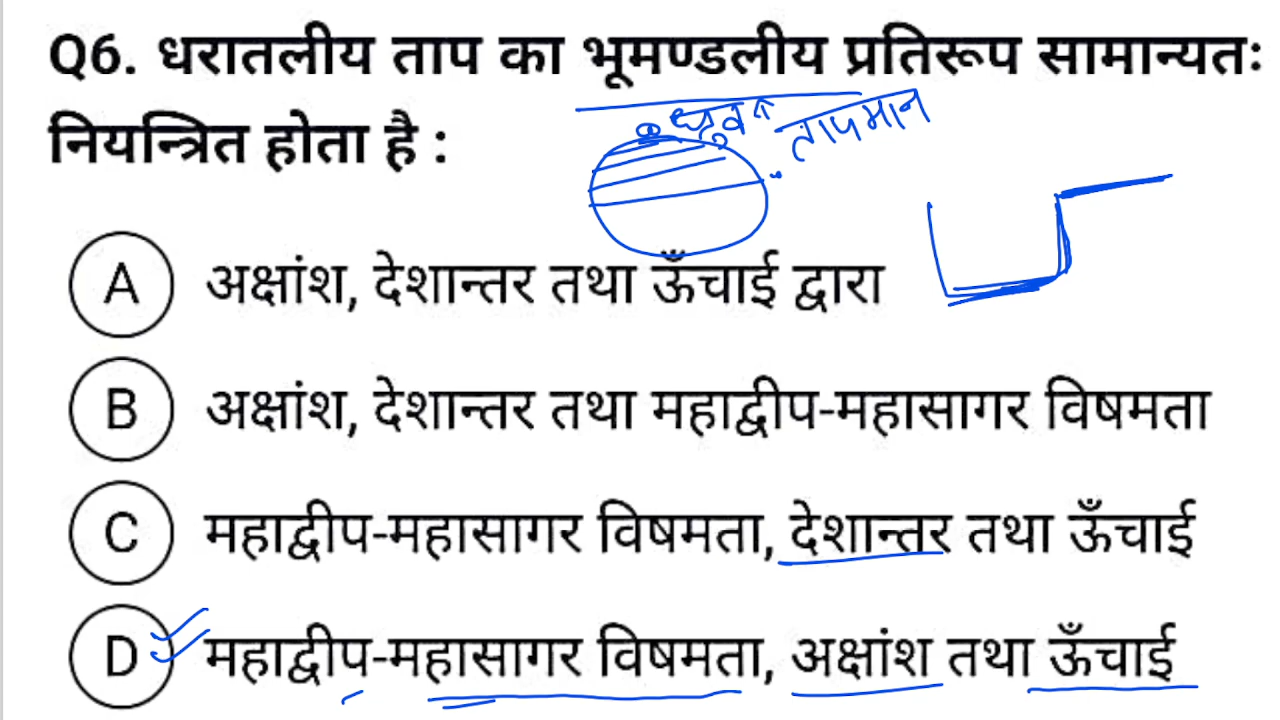 Q6. धरातलीय ताप का भूमण्डलीय प्रतिरूप सामान्यतः
नियन्त्रित होता है :
ध्रुव तापमान
A अक्षांश, देशान्तर तथा ऊँचाई द्वारा
B अक्षांश, देशान्तर तथा महाद्वीप-महासागर विषमता
C महाद्वीप-महासागर विषमता, देशान्तर तथा ऊँचाई
D महाद्वीप-महासागर विषमता, अक्षांश तथा ऊँचाई